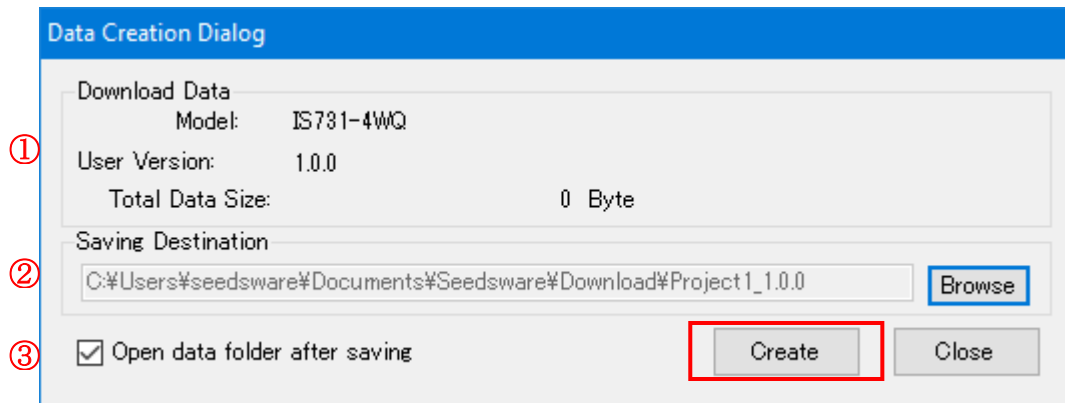 Data Creation Dialog
Download Data
Model: IS731-4WQ
①
User Version: 1.0.0
Total Data Size: 0 Byte
Saving Destination
② C:¥Users¥seedsware¥Documents¥Seedsware¥Download¥Project1_1.0.0 Browse
③ Open data folder after saving Create Close